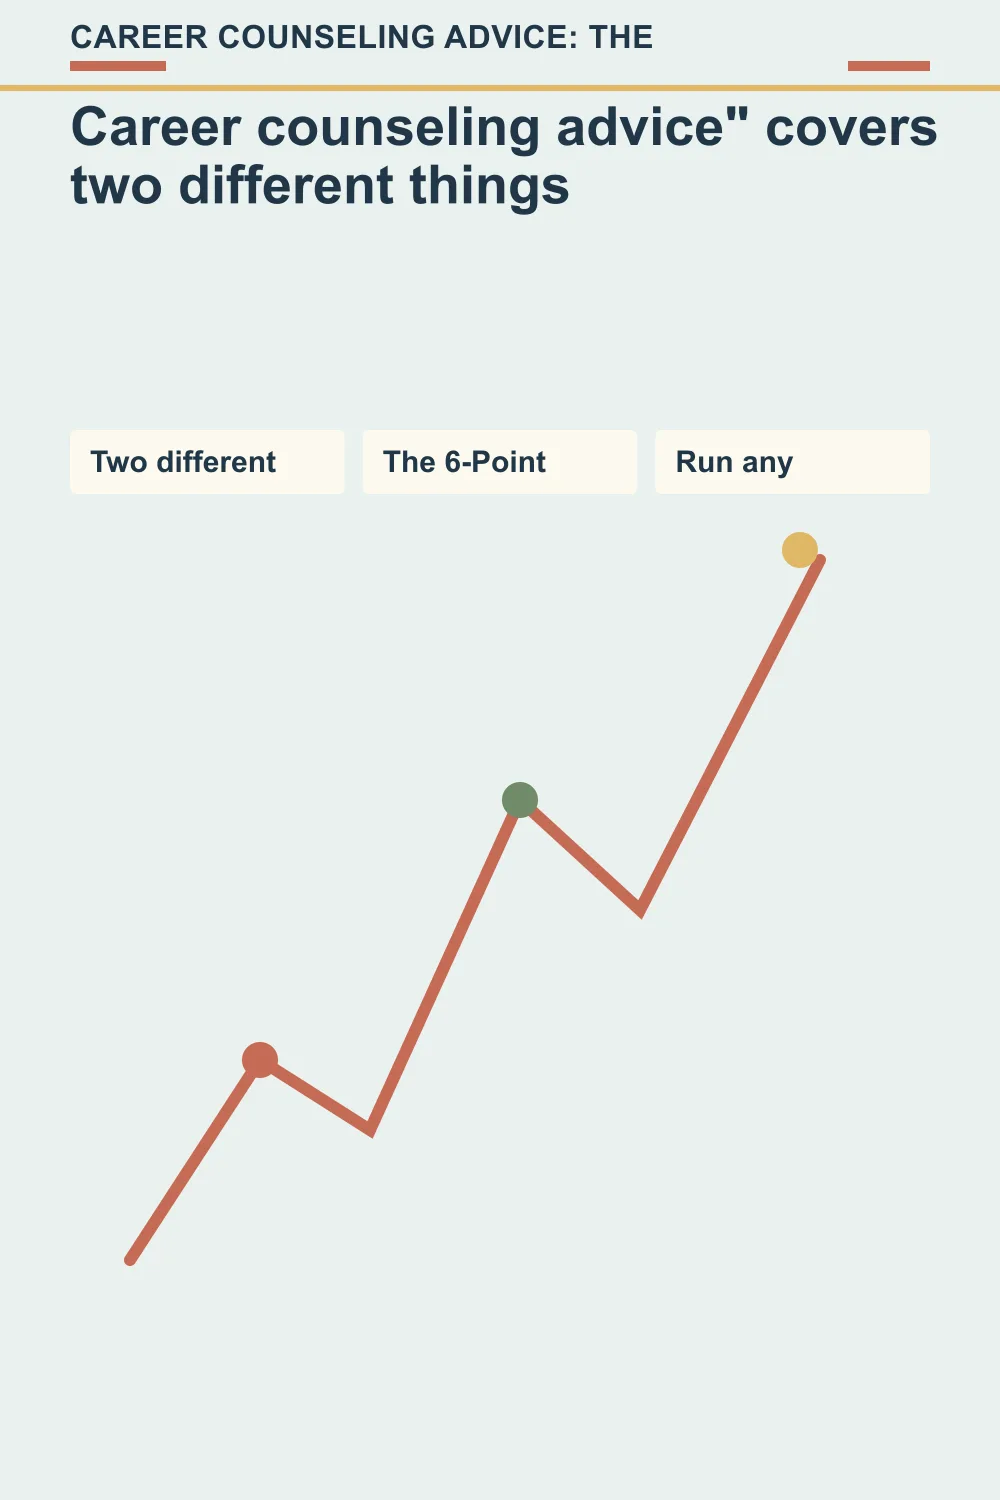 CAREER COUNSELING ADVICE: THE
Career counseling advice" covers
two different things
Two different
The 6-Point
Run any